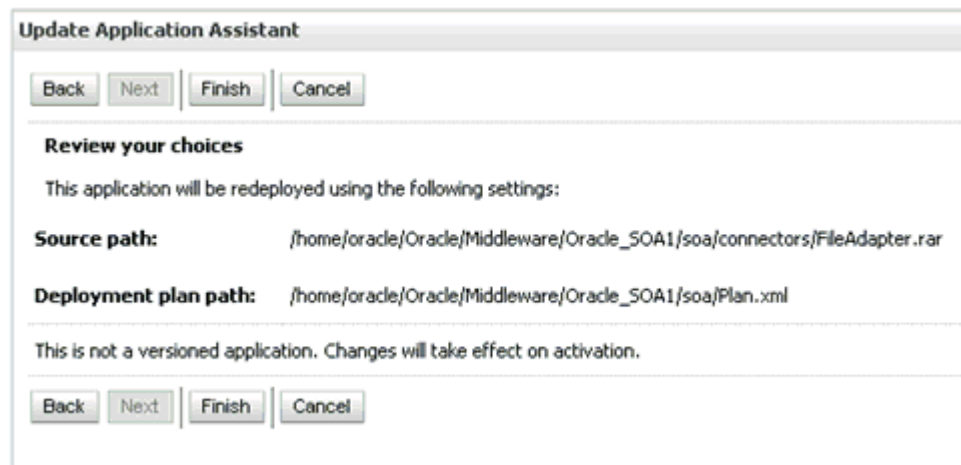 Update Application Assistant
Back Next Finish Cancel
Review your choices
This application will be redeployed using the following settings:
Source path: /home/oracle/Oracle/Middleware/Oracle_SOA1/soa/connectors/FileAdapter.rar
Deployment plan path: /home/oracle/Oracle/Middleware/Oracle_SOA1/soa/Plan.xml
This is not a versioned application. Changes will take effect on activation.
Back Next Finish Cancel